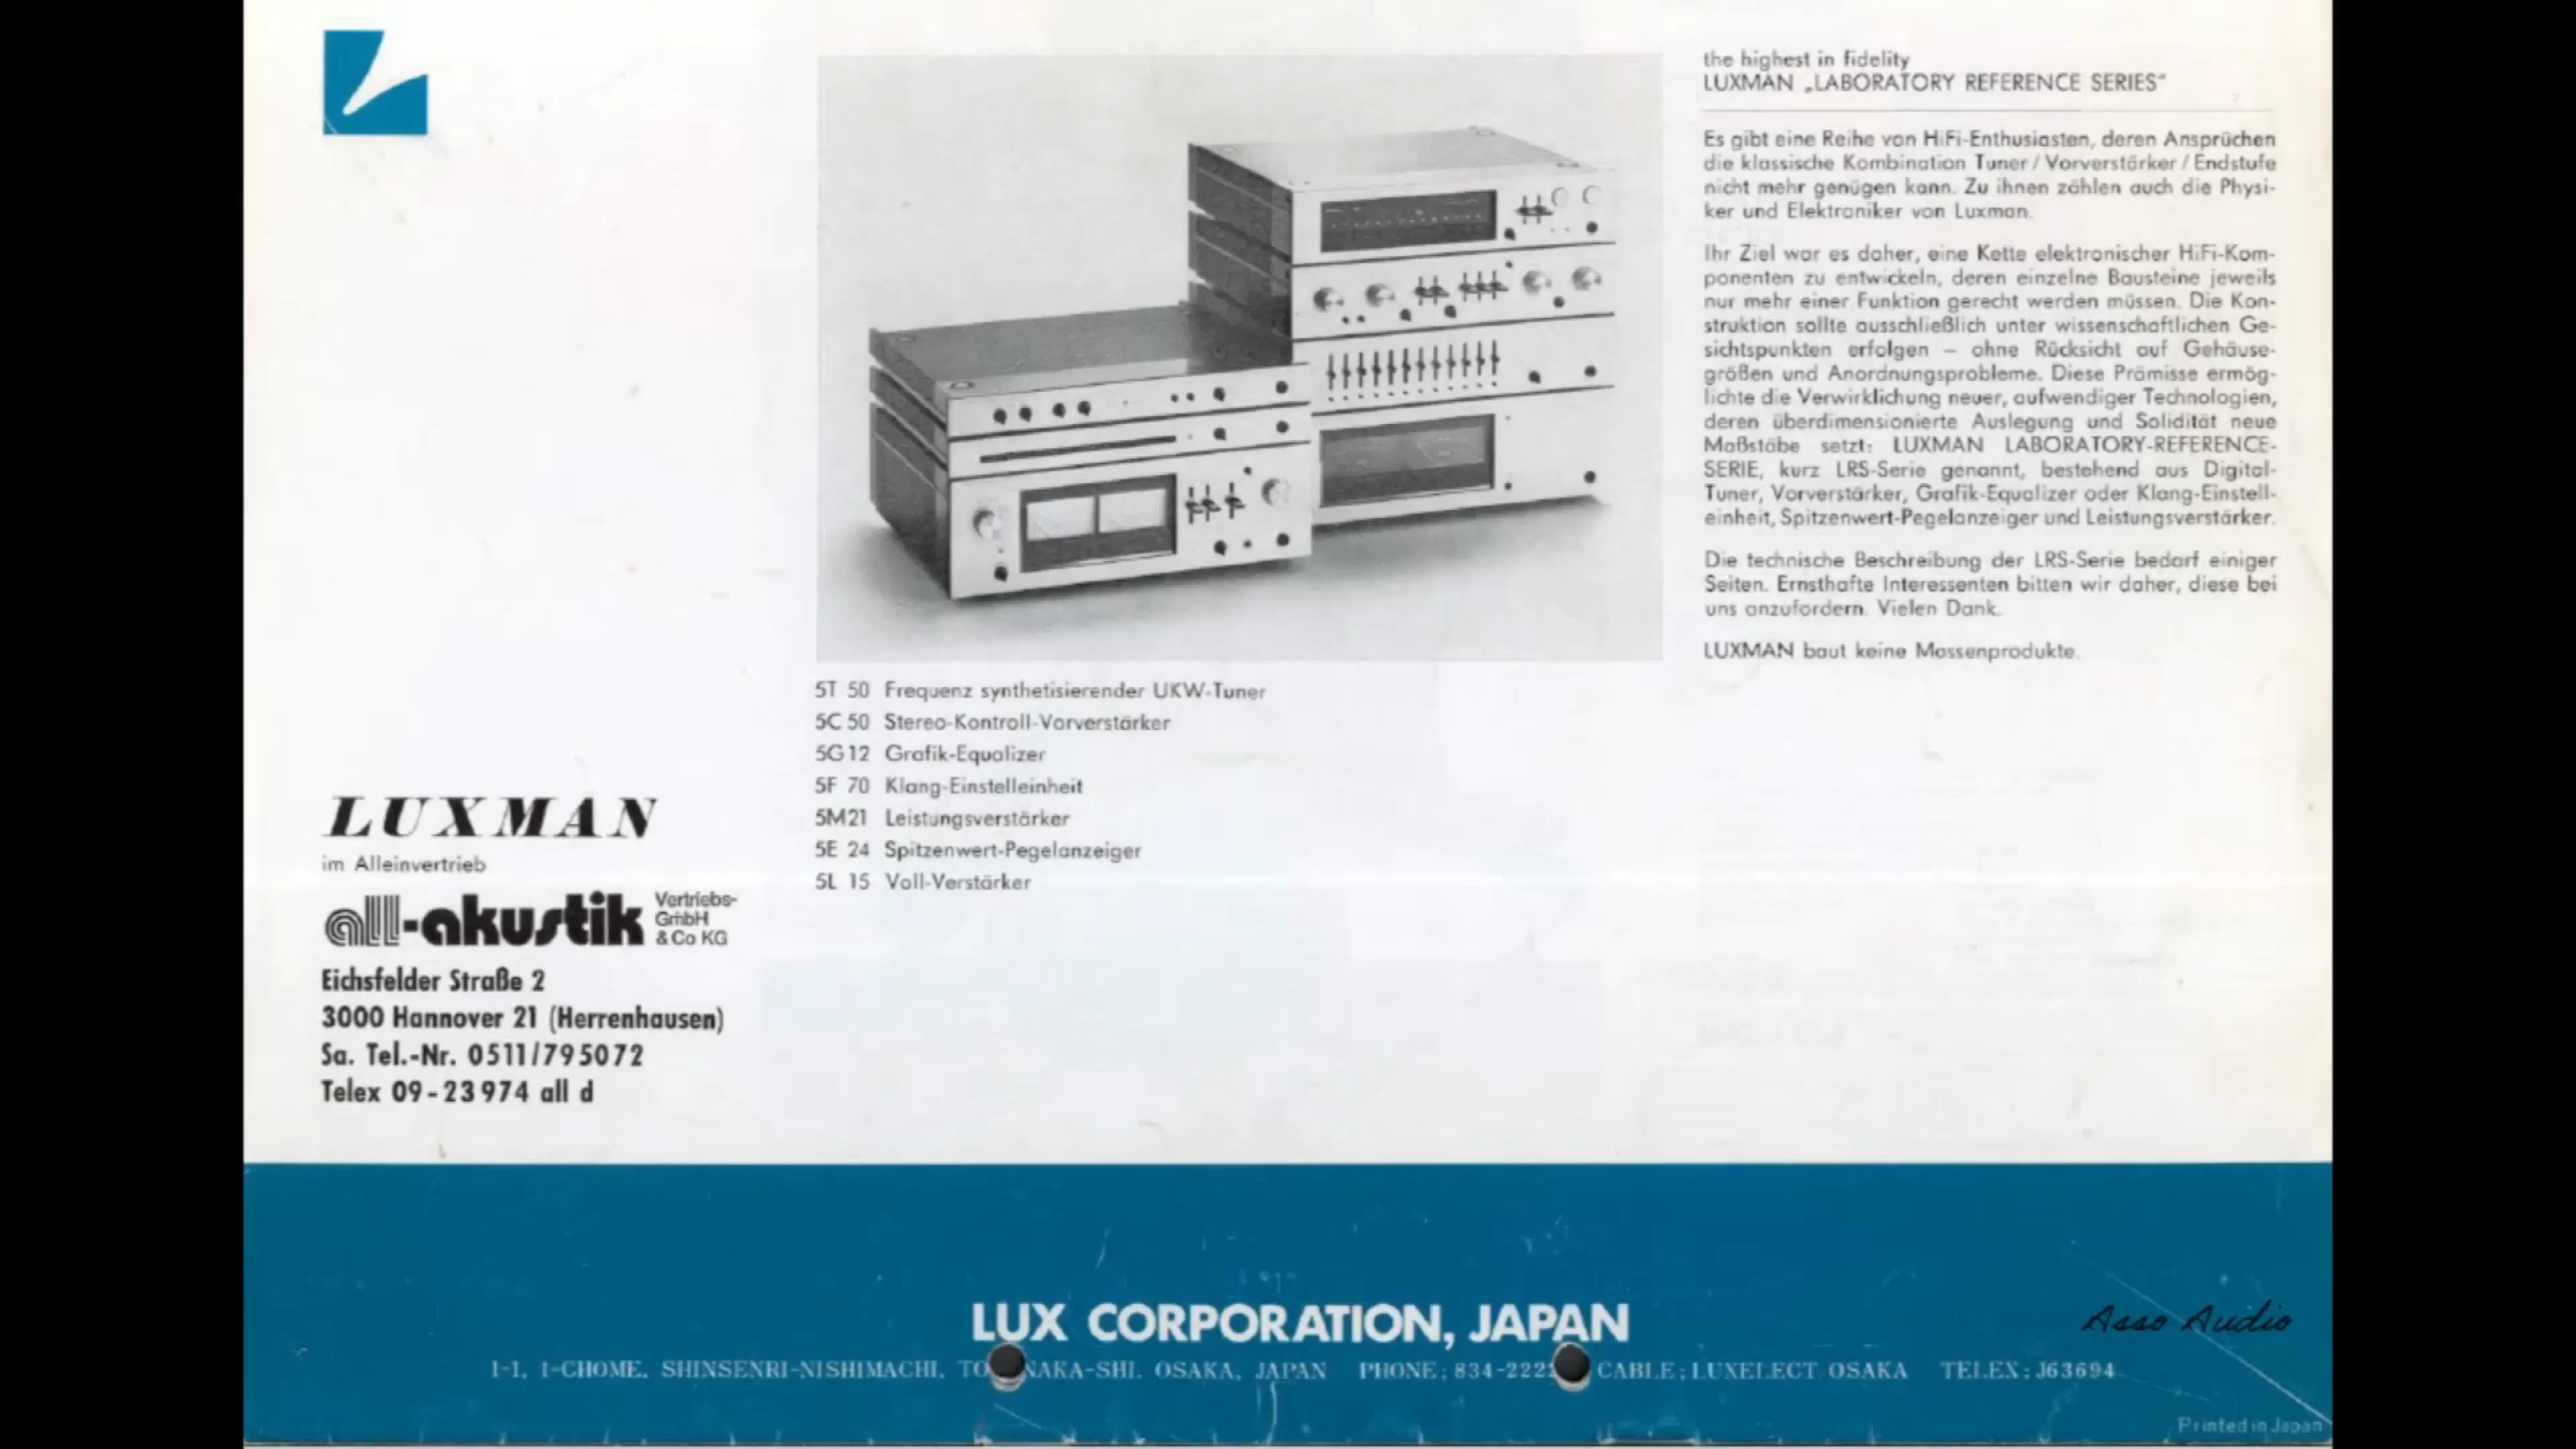 the highest in fidelity
LUXMAN „LABORATORY REFERENCE SERIES“
Es gibt eine Reihe von HiFi-Enthusiasten, deren Ansprüchen
die klassische Kombination Tuner / Vorverstärker / Endstufe
nicht mehr genügen kann. Zu ihnen zählen auch die Physi-
ker und Elektroniker von Luxman.
Ihr Ziel war es daher, eine Kette elektronischer HiFi-Kom-
ponenten zu entwickeln, deren einzelne Bausteine jeweils
nur mehr einer Funktion gerecht werden müssen. Die Kon-
struktion sollte ausschließlich unter wissenschaftlichen Ge-
sichtspunkten erfolgen – ohne Rücksicht auf Gehäuse-
größen und Anordnungsprobleme. Diese Prämisse ermög-
lichte die Verwirklichung neuer, aufwendiger Technologien,
deren überdimensionierte Auslegung und Solidität neue
Maßstäbe setzt: LUXMAN LABORATORY-REFERENCE-
SERIE, kurz LRS-Serie genannt, bestehend aus Digital-
Tuner, Vorverstärker, Grafik-Equalizer oder Klang-Einstell-
einheit, Spitzenwert-Pegelanzeiger und Leistungsverstärker.
Die technische Beschreibung der LRS-Serie bedarf einiger
Seiten. Ernsthafte Interessenten bitten wir daher, diese bei
uns anzufordern. Vielen Dank.
LUXMAN baut keine Massenprodukte.
5T 50 Frequenz synthetisierender UKW-Tuner
5C 50 Stereo-Kontroll-Vorverstärker
5G12 Grafik-Equalizer
5F 70 Klang-Einstelleinheit
5M21 Leistungsverstärker
5E 24 Spitzenwert-Pegelanzeiger
5L 15 Voll-Verstärker
LUXMAN
im Alleinvertrieb
all-akustik
Vertriebs-
GmbH
& Co KG
Eichsfelder Straße 2
3000 Hannover 21 (Herrenhausen)
Sa. Tel.-Nr. 0511/795072
Telex 09-23974 all d
LUX CORPORATION, JAPAN
Asso Audio
1-1, 1-CHOME, SHINSENRI-NISHIMACHI, TO NAKA-SHI, OSAKA, JAPAN PHONE; 834-2222 CABLE; LUXELECT OSAKA TELEX; J63694
Printed in Japan